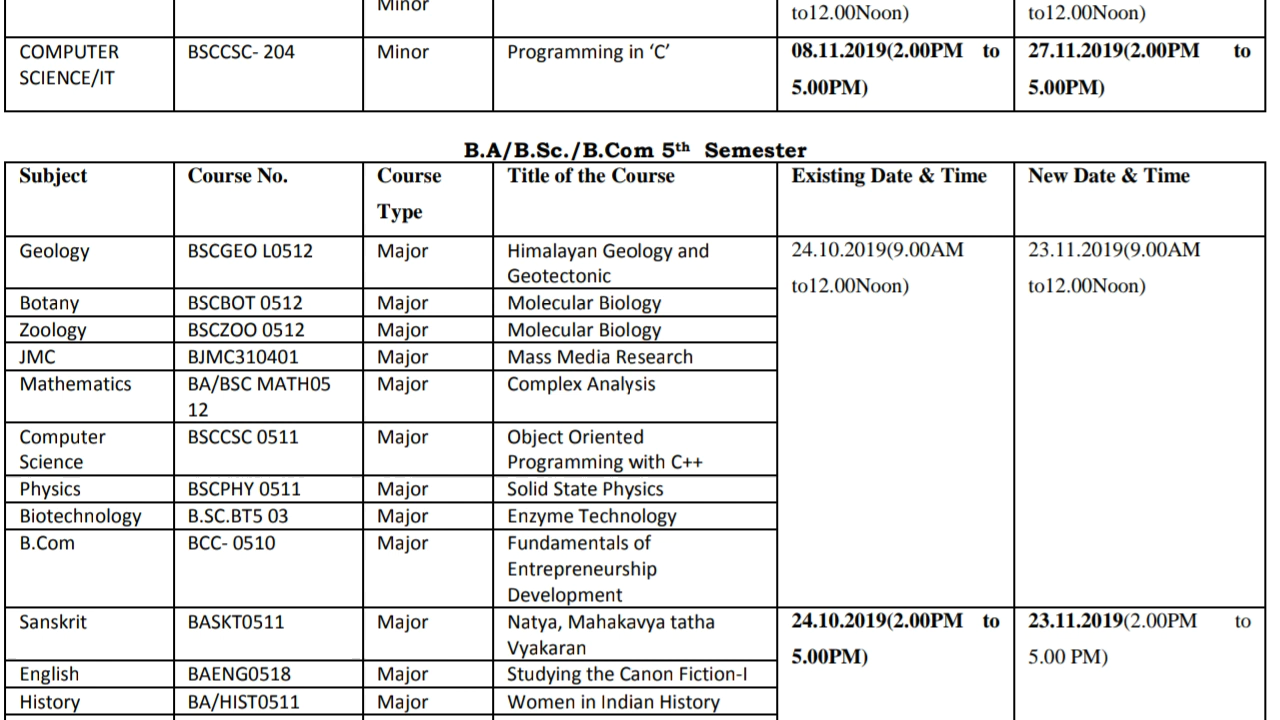 Minor to12.00Noon) to12.00Noon)
COMPUTER BSCCSC- 204 Minor Programming in ‘C’ 08.11.2019(2.00PM to 27.11.2019(2.00PM to
SCIENCE/IT 5.00PM) 5.00PM)
B.A/B.Sc./B.Com 5th Semester
Subject Course No. Course Title of the Course Existing Date & Time New Date & Time
Type
Geology BSCGEO L0512 Major Himalayan Geology and 24.10.2019(9.00AM 23.11.2019(9.00AM
Geotectonic to12.00Noon) to12.00Noon)
Botany BSCBOT 0512 Major Molecular Biology
Zoology BSCZOO 0512 Major Molecular Biology
JMC BJMC310401 Major Mass Media Research
Mathematics BA/BSC MATH05 Major Complex Analysis
12
Computer BSCCSC 0511 Major Object Oriented
Science Programming with C++
Physics BSCPHY 0511 Major Solid State Physics
Biotechnology B.SC.BT5 03 Major Enzyme Technology
B.Com BCC- 0510 Major Fundamentals of
Entrepreneurship
Development
Sanskrit BASKT0511 Major Natya, Mahakavya tatha 24.10.2019(2.00PM to 23.11.2019(2.00PM to
Vyakaran 5.00PM) 5.00 PM)
English BAENG0518 Major Studying the Canon Fiction-I
History BA/HIST0511 Major Women in Indian History